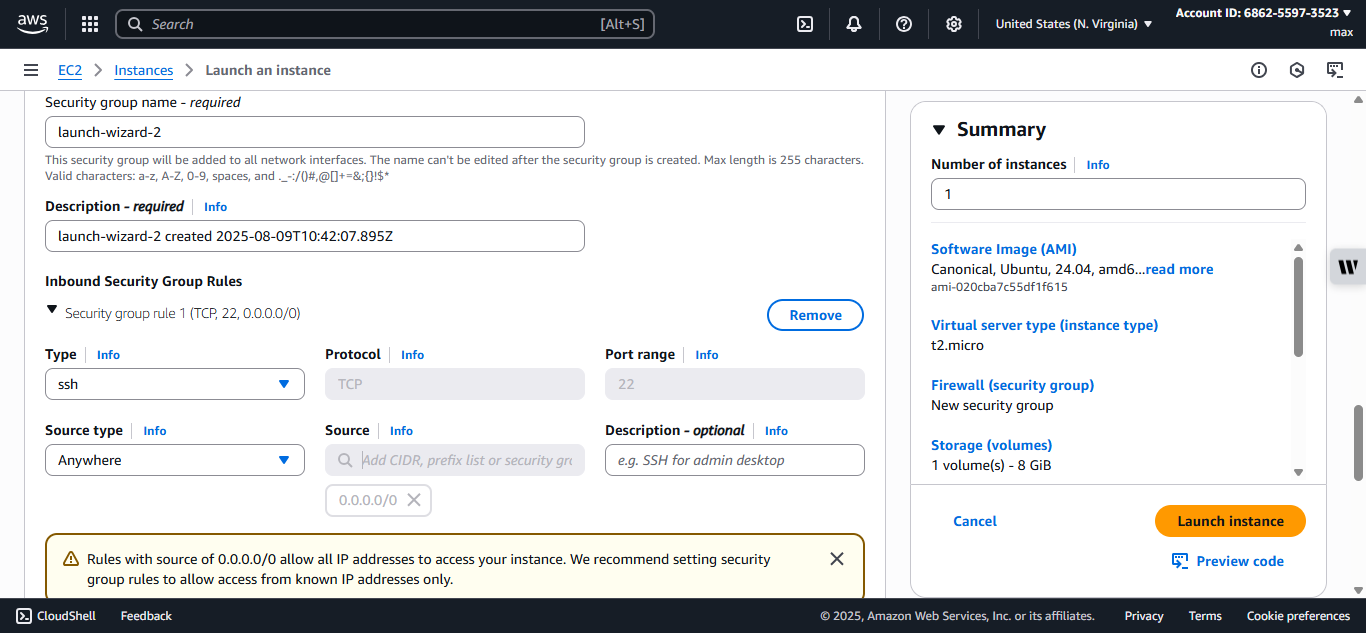 aws
Search [Alt+S]
United States (N. Virginia)
Account ID: 6862-5597-3523
max
EC2 Instances Launch an instance
Security group name - required
launch-wizard-2
This security group will be added to all network interfaces. The name can't be edited after the security group is created. Max length is 255 characters.
Valid characters: a-z, A-Z, 0-9, spaces, and ._-:/()#,@[]+=&;{}!$*
Description - required Info
launch-wizard-2 created 2025-08-09T10:42:07.895Z
Inbound Security Group Rules
Security group rule 1 (TCP, 22, 0.0.0.0/0)
Remove
Type Info
Protocol Info
Port range Info
ssh
TCP
22
Source type Info
Source Info
Description - optional Info
Anywhere
Add CIDR, prefix list or security gr
e.g. SSH for admin desktop
0.0.0.0/0
Rules with source of 0.0.0.0/0 allow all IP addresses to access your instance. We recommend setting security
group rules to allow access from known IP addresses only.
Summary
Number of instances Info
1
Software Image (AMI)
Canonical, Ubuntu, 24.04, amd6...read more
ami-020cba7c55df1f615
Virtual server type (instance type)
t2.micro
Firewall (security group)
New security group
Storage (volumes)
1 volume(s) - 8 GiB
Cancel
Launch instance
Preview code
W
CloudShell Feedback
© 2025, Amazon Web Services, Inc. or its affiliates. Privacy Terms Cookie preferences